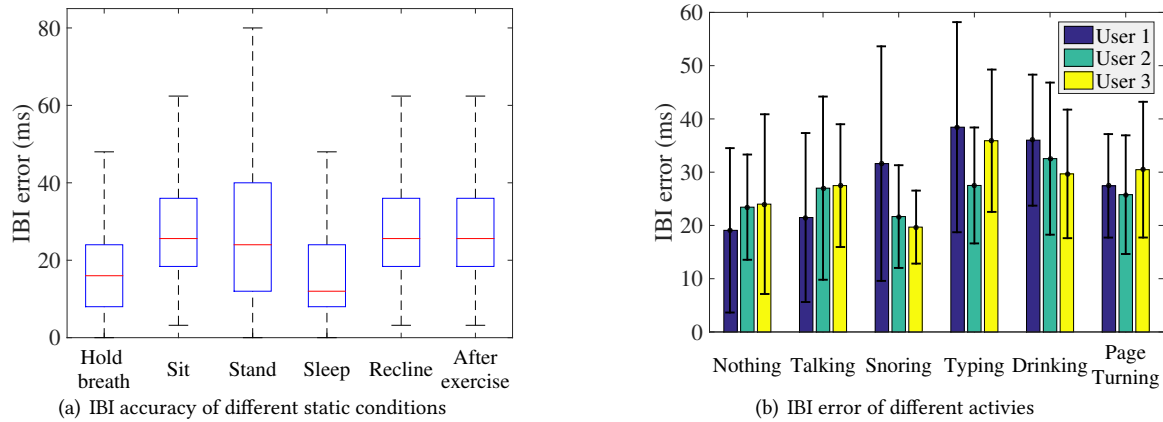 80
60
40
20
0
IBI error (ms)
Hold
breath
Sit
Stand
Sleep
Recline
After
exercise
(a) IBI accuracy of different static conditions
60
50
40
30
20
10
0
IBI error (ms)
User 1
User 2
User 3
Nothing
Talking
Snoring
Typing
Drinking
Page
Turning
(b) IBI error of different activies